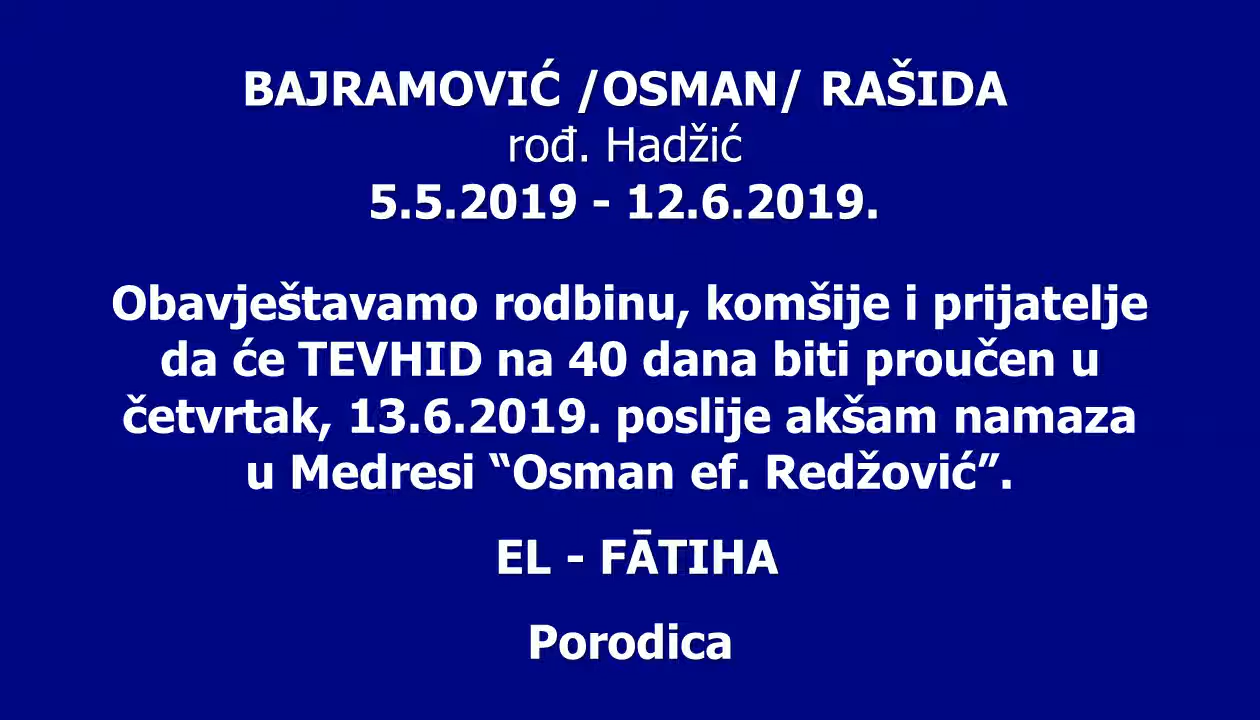 BAJRAMOVIĆ /OSMAN/ RAŠIDA
rođ. Hadžić
5.5.2019 - 12.6.2019.
Obavještavamo rodbinu, komšije i prijatelje
da će TEVHID na 40 dana biti proučen u
četvrtak, 13.6.2019. poslije akšam namaza
u Medresi “Osman ef. Redžović”.
EL - FĀTIHA
Porodica